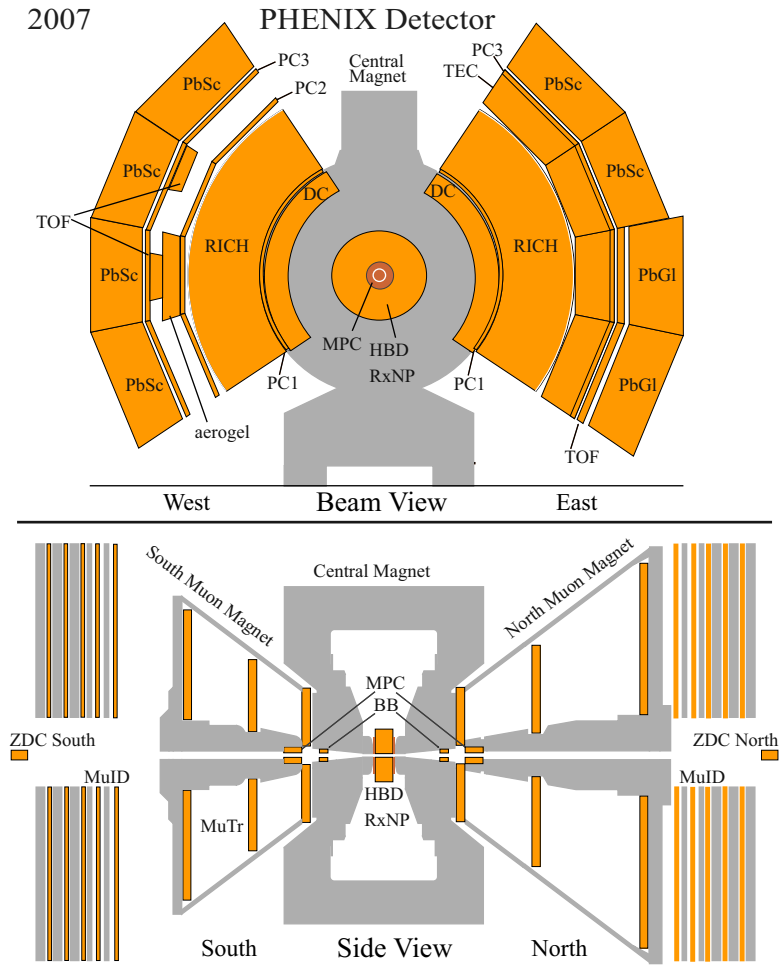 2007
PHENIX Detector
Central
Magnet
PC3
PC3
TEC
PbSc
PC2
PbSc
PbSc
PbSc
DC
DC
TOF
RICH
RICH
PbSc
PbGl
MPC
HBD
RxNP
PC1
PC1
PbSc
PbGl
aerogel
TOF
West
Beam View
East
South Muon Magnet
Central Magnet
North Muon Magnet
MPC
BB
ZDC South
ZDC North
MuID
MuID
HBD
RxNP
MuTr
South
Side View
North